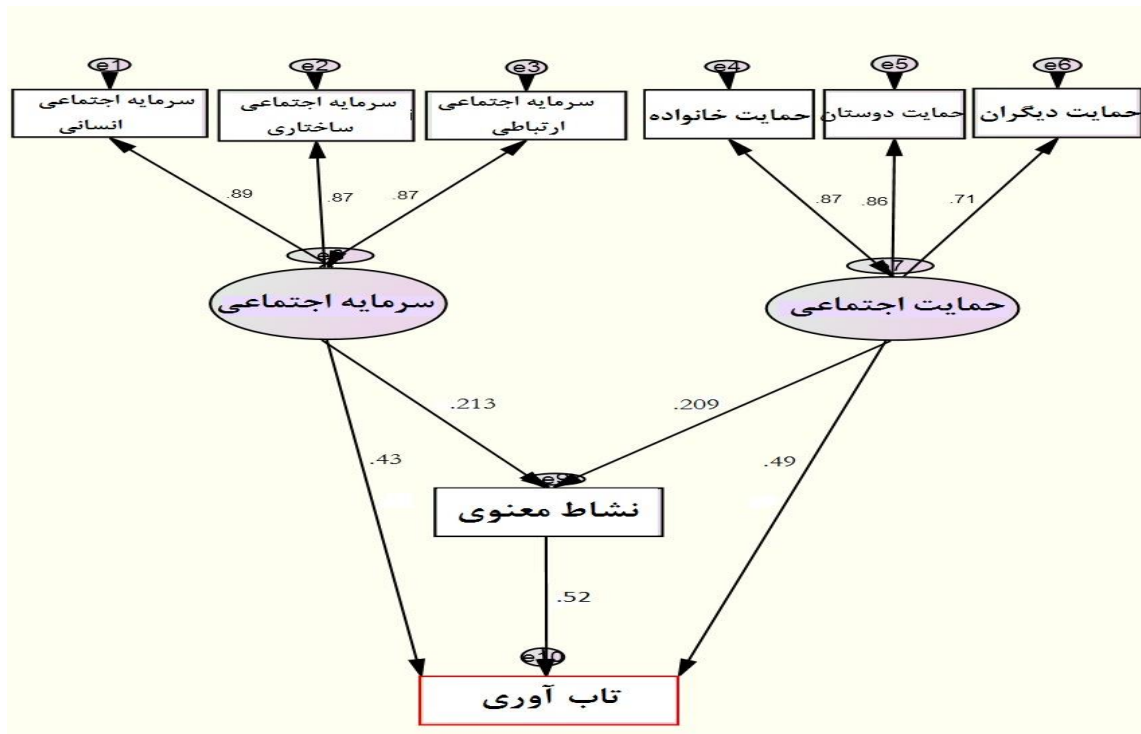 e1
e2
e3
e4
e5
e6
سرمایه اجتماعی
انسانی
سرمایه اجتماعی
ساختاری
سرمایه اجتماعی
ارتباطی
حمایت خانواده
حمایت دوستان
حمایت دیگران
.89
.87
.87
.87
.86
.71
سرمایه اجتماعی
حمایت اجتماعی
.213
.209
.43
.49
e9
نشاط معنوی
.52
e10
تاب آوری